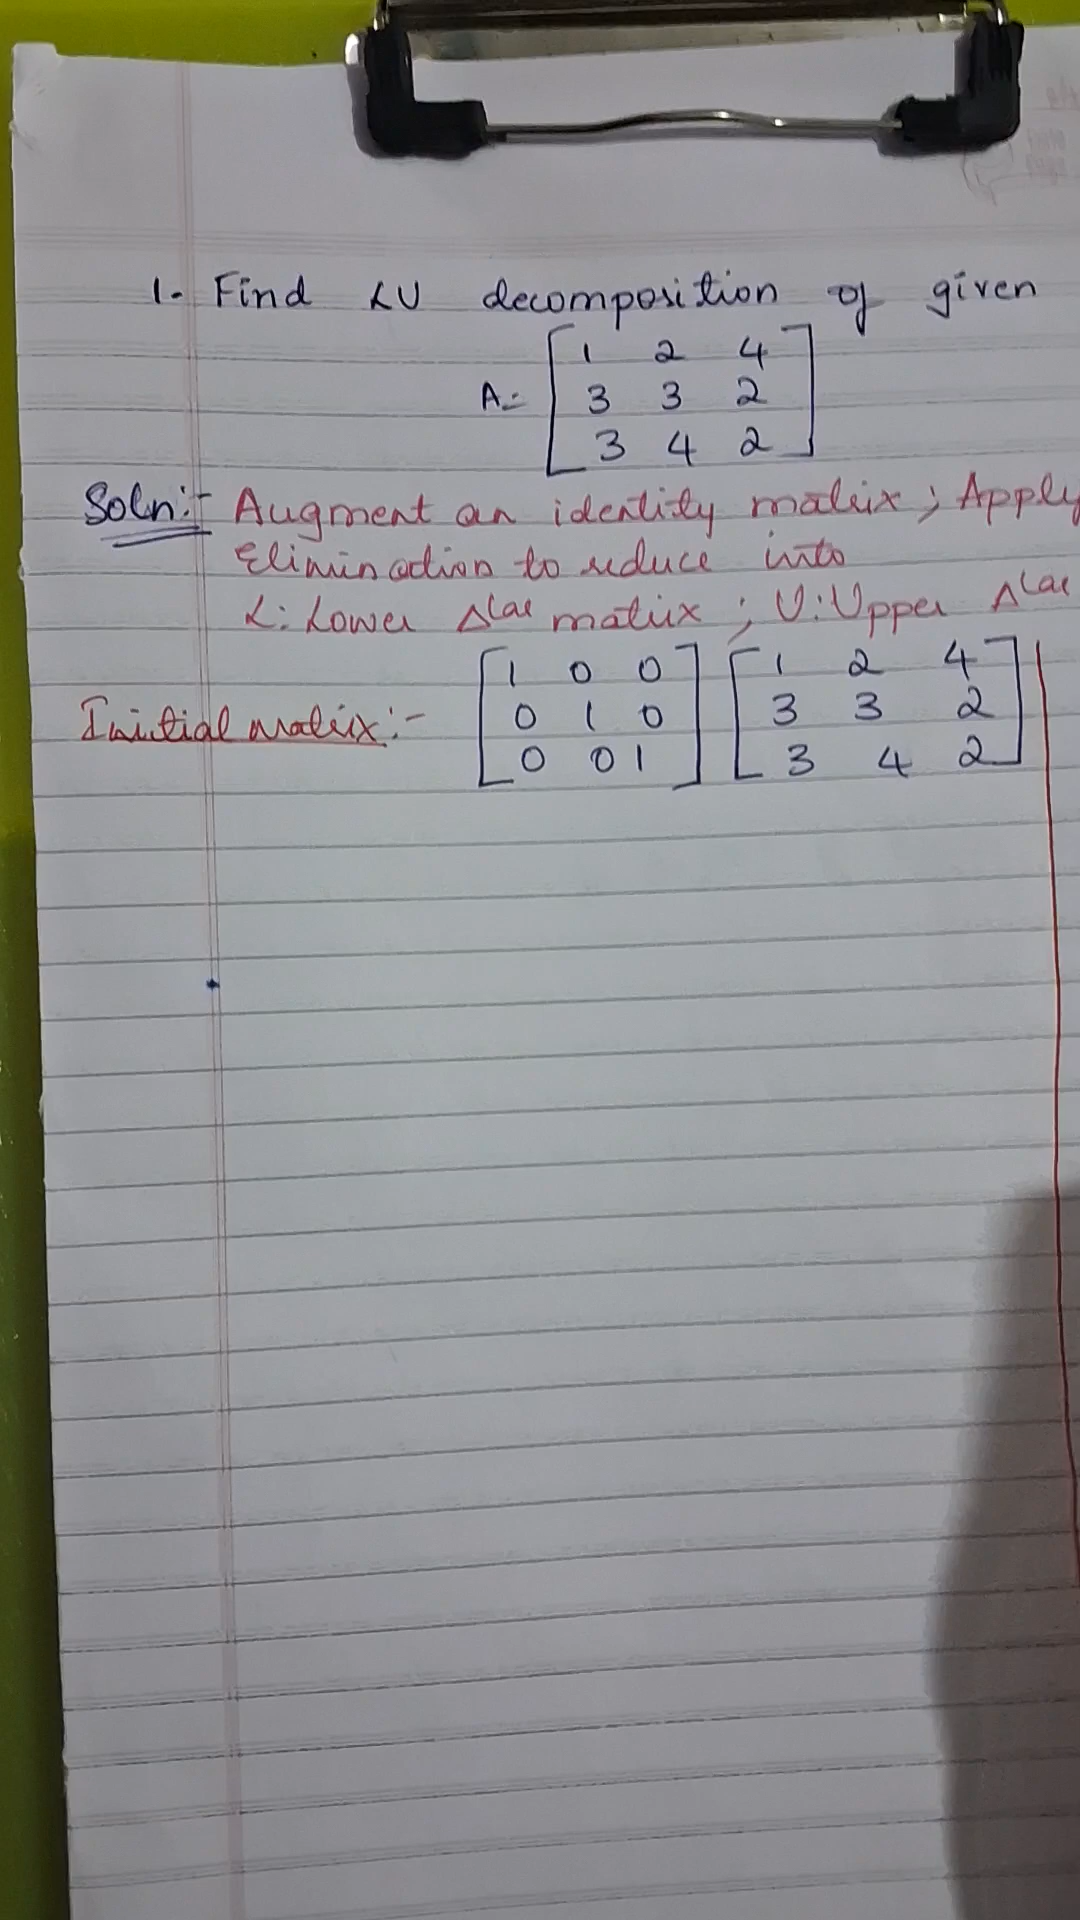 1. Find LU decomposition of given
A = [ 1 2 4
3 3 2
3 4 2 ]
Soln:- Augment an identity matrix ; Apply
Elimination to reduce into
L: Lower Δlar matrix ; U: Upper Δlar
Initial matrix:- [ 1 0 0 ] [ 1 2 4 ]
[ 0 1 0 ] [ 3 3 2 ]
[ 0 0 1 ] [ 3 4 2 ]